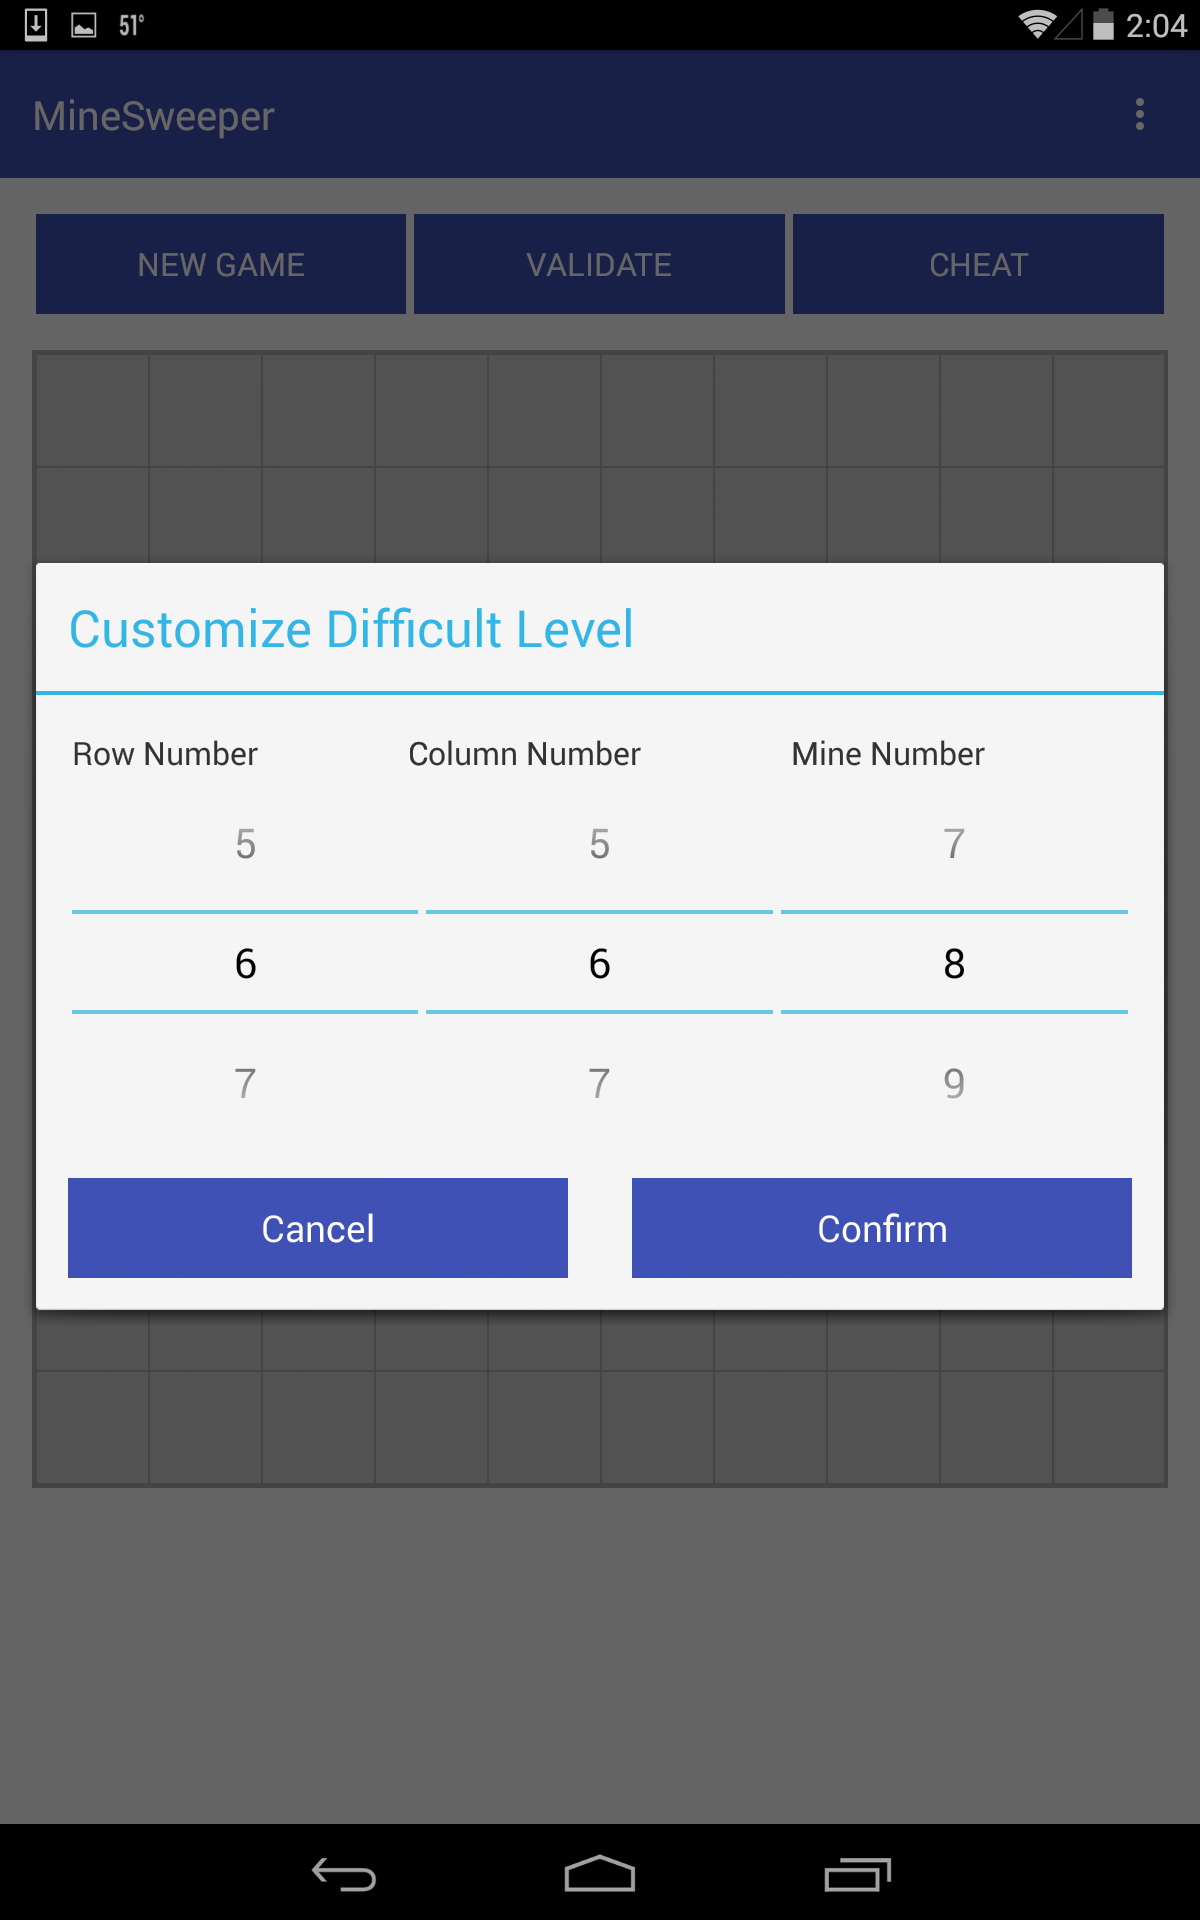 51° 2:04
MineSweeper
NEW GAME VALIDATE CHEAT
Customize Difficult Level
Row Number Column Number Mine Number
5 5 7
6 6 8
7 7 9
Cancel Confirm